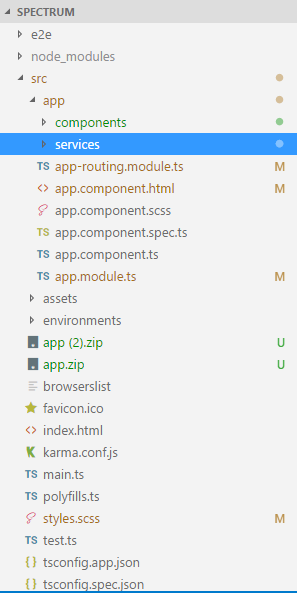 SPECTRUM
e2e
node_modules
src
app
components
services
TS app-routing.module.ts M
<> app.component.html M
app.component.scss
TS app.component.spec.ts
TS app.component.ts
TS app.module.ts M
assets
environments
app (2).zip U
app.zip U
browserslist
favicon.ico
<> index.html
karma.conf.js
TS main.ts
TS polyfills.ts
styles.scss M
TS test.ts
{ } tsconfig.app.json
{ } tsconfig.spec.json